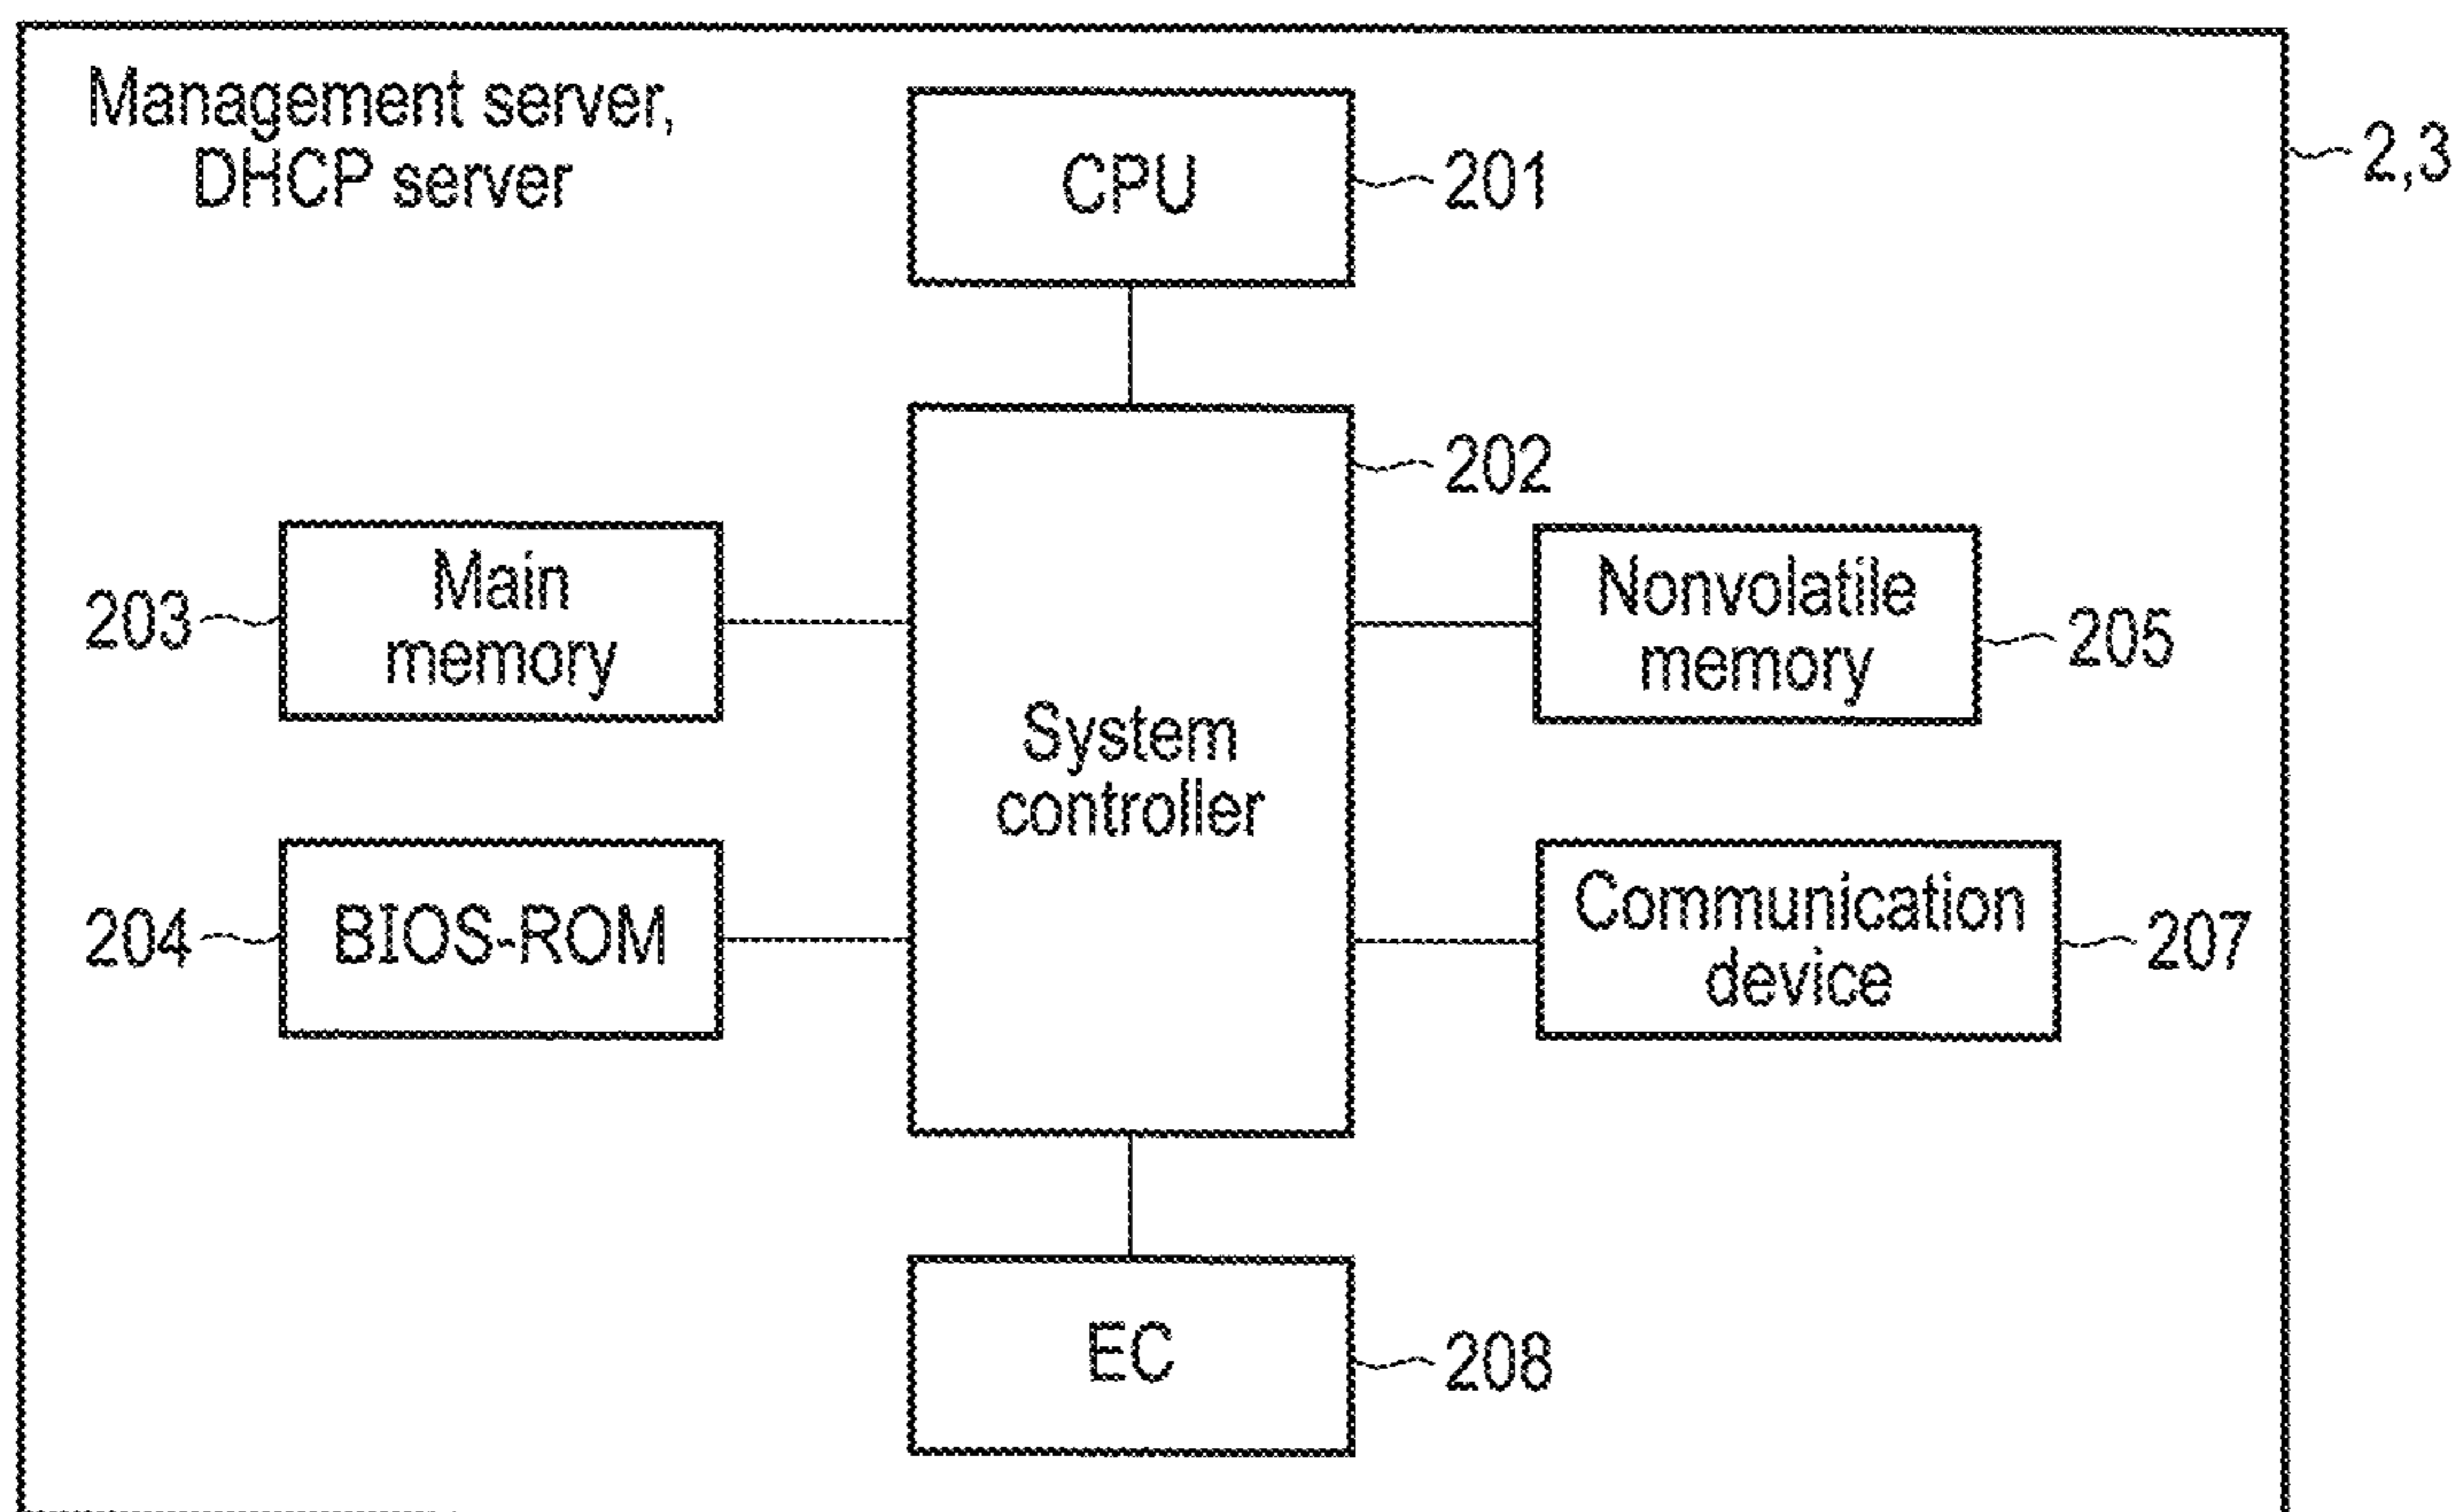 Management server,
DHCP server
CPU
201
2,3
202
System
controller
Main
memory
203
Nonvolatile
memory
205
BIOS-ROM
204
Communication
device
207
EC
208